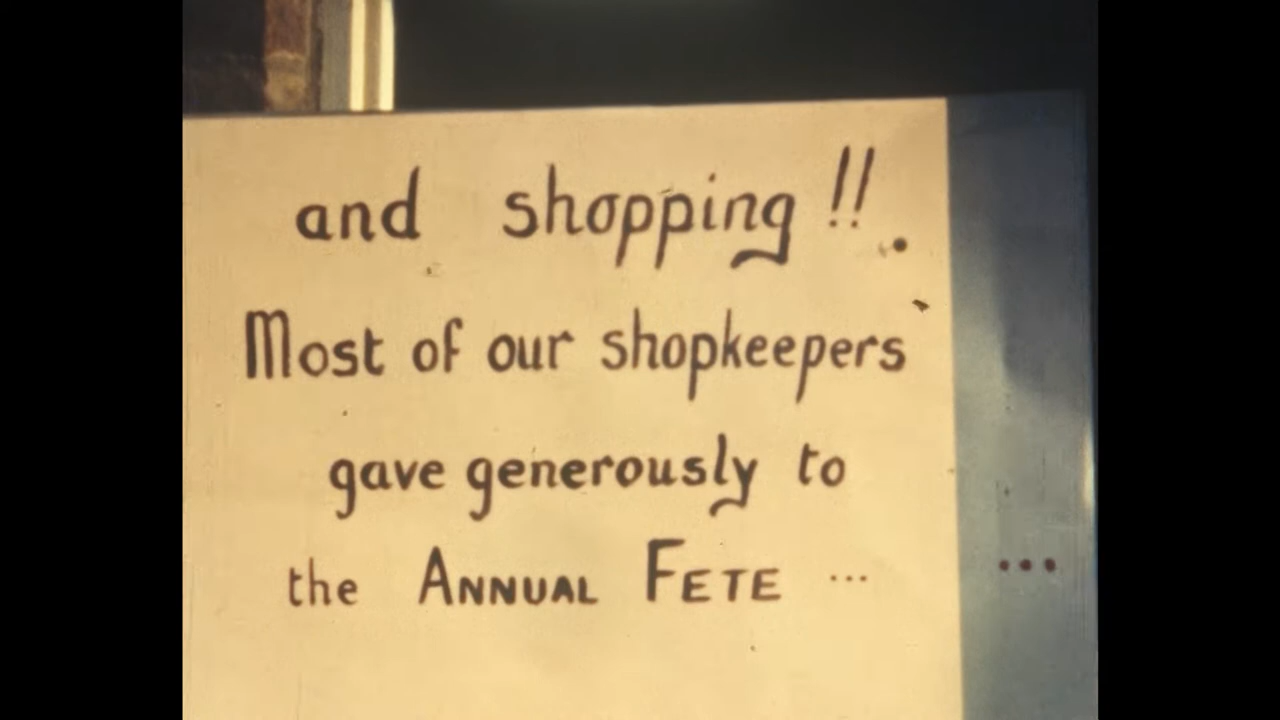 and shopping !!
Most of our shopkeepers
gave generously to
the ANNUAL FETE ... ...